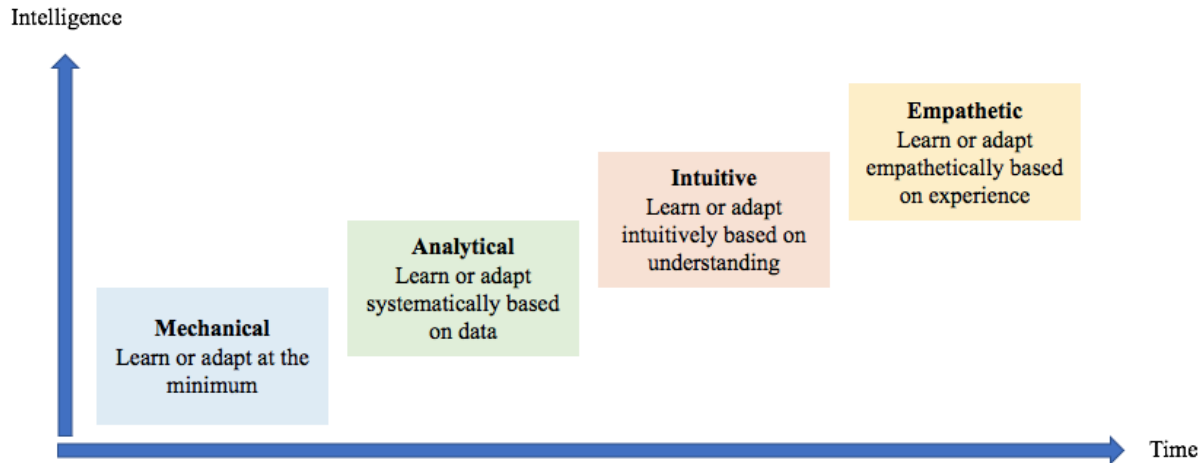 Intelligence
Empathetic
Learn or adapt
empathetically based
on experience
Intuitive
Learn or adapt
intuitively based on
understanding
Analytical
Learn or adapt
systematically based
on data
Mechanical
Learn or adapt at the
minimum
Time